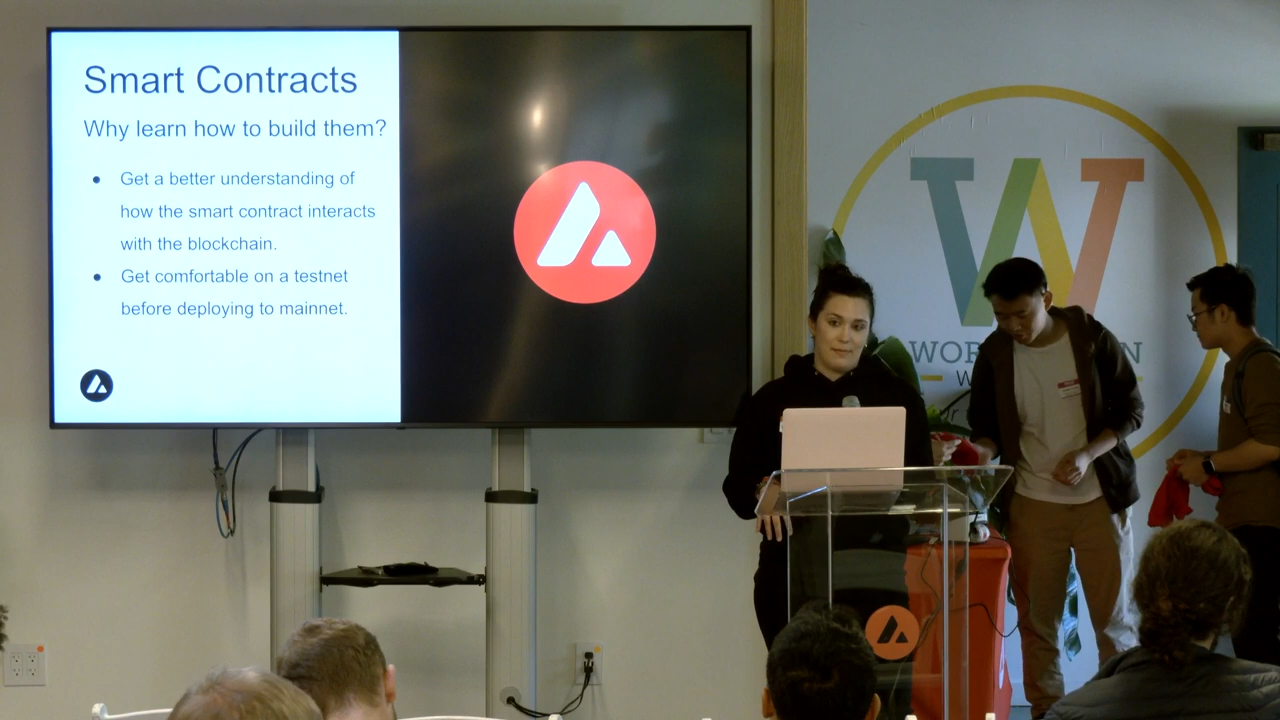 Smart Contracts
Why learn how to build them?
• Get a better understanding of
how the smart contract interacts
with the blockchain.
• Get comfortable on a testnet
before deploying to mainnet.
W